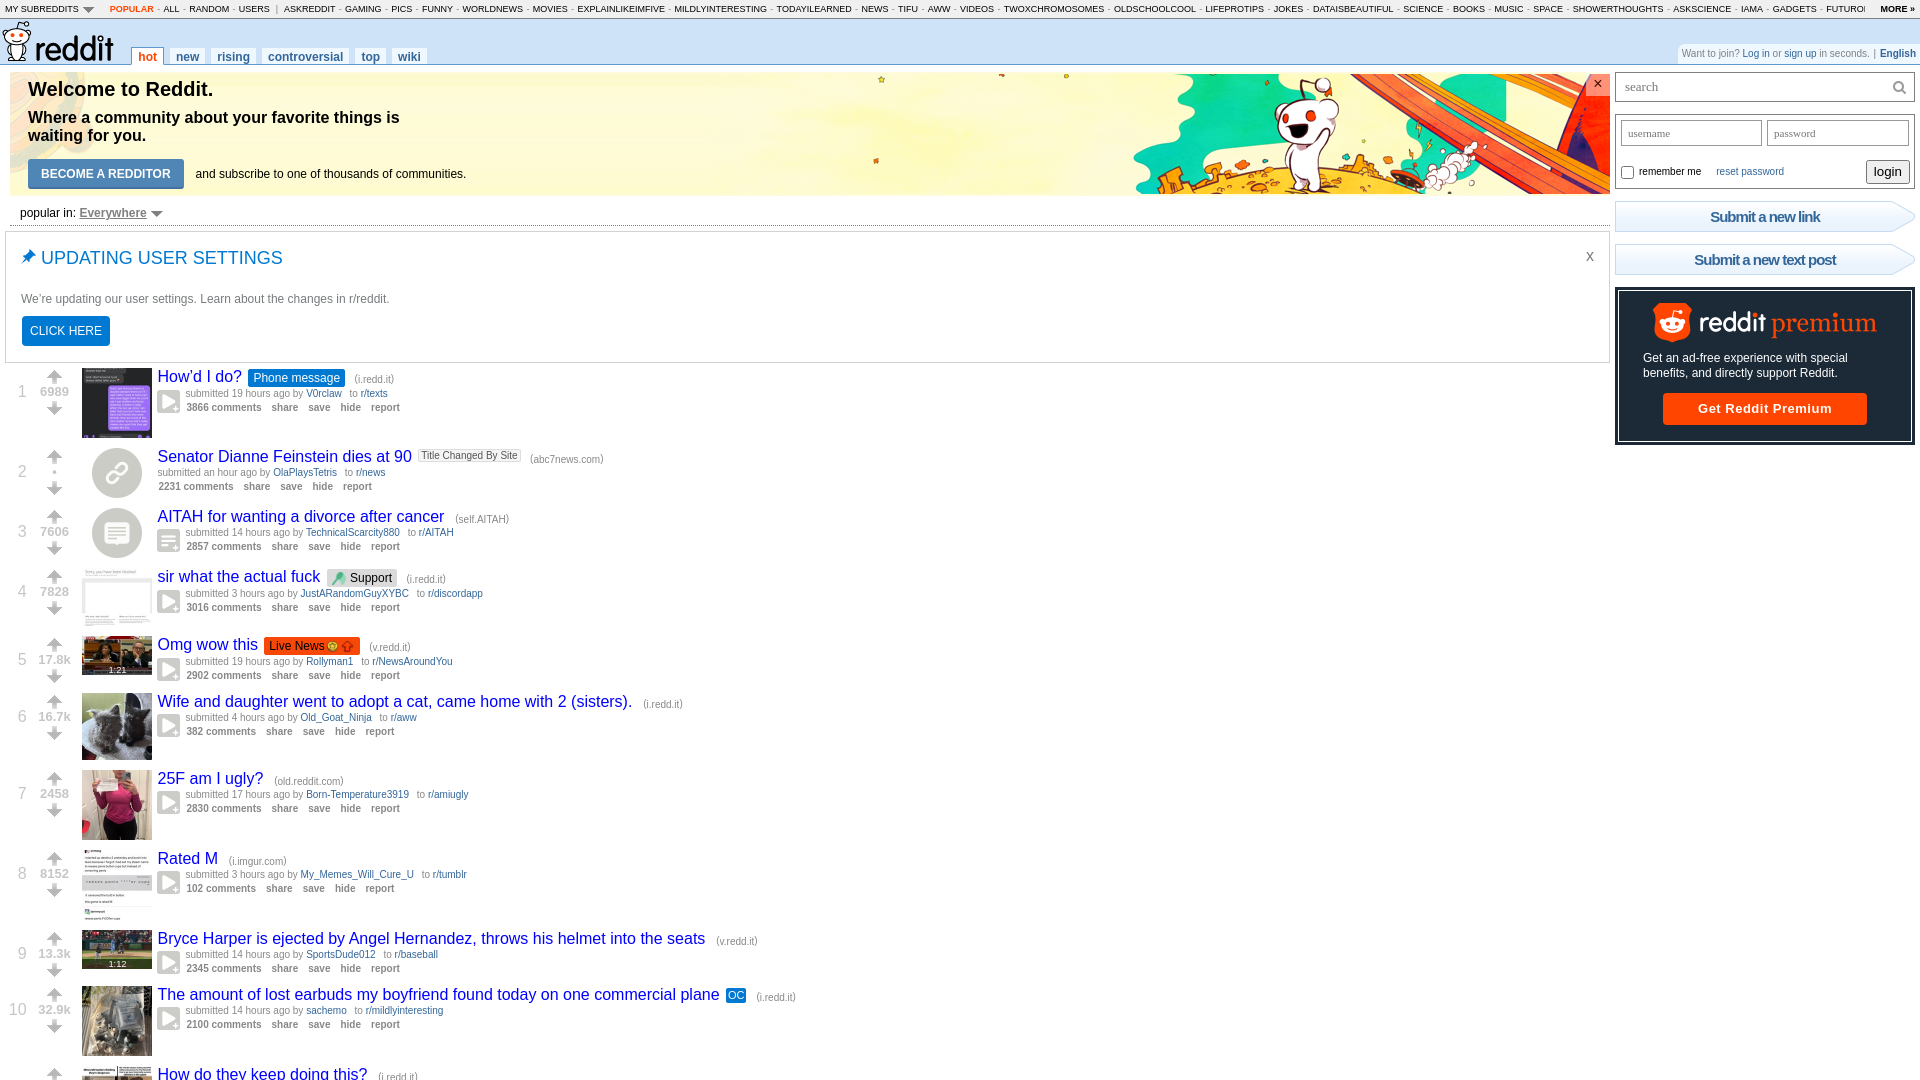 MY SUBREDDITS POPULAR - ALL - RANDOM - USERS | ASKREDDIT - GAMING - PICS - FUNNY - WORLDNEWS - MOVIES - EXPLAINLIKEIMFIVE - MILDLYINTERESTING - TODAYILEARNED - NEWS - TIFU - AWW - VIDEOS - TWOXCHROMOSOMES - OLDSCHOOLCOOL - LIFEPROTIPS - JOKES - DATAISBEAUTIFUL - SCIENCE - BOOKS - MUSIC - SPACE - SHOWERTHOUGHTS - ASKSCIENCE - IAMA - GADGETS - FUTURO MORE »
reddit hot new rising controversial top wiki
Want to join? Log in or sign up in seconds. | English
Welcome to Reddit.
Where a community about your favorite things is
waiting for you.
BECOME A REDDITOR and subscribe to one of thousands of communities.
×
popular in: Everywhere
UPDATING USER SETTINGS
x
We're updating our user settings. Learn about the changes in r/reddit.
CLICK HERE
1 6989 How'd I do? Phone message (i.redd.it)
submitted 19 hours ago by V0rclaw to r/texts
3866 comments share save hide report
2 • Senator Dianne Feinstein dies at 90 Title Changed By Site (abc7news.com)
submitted an hour ago by OlaPlaysTetris to r/news
2231 comments share save hide report
3 7606 AITAH for wanting a divorce after cancer (self.AITAH)
submitted 14 hours ago by TechnicalScarcity880 to r/AITAH
2857 comments share save hide report
4 7828 sir what the actual fuck Support (i.redd.it)
submitted 3 hours ago by JustARandomGuyXYBC to r/discordapp
3016 comments share save hide report
5 17.8k 1:21 Omg wow this Live News (v.redd.it)
submitted 19 hours ago by Rollyman1 to r/NewsAroundYou
2902 comments share save hide report
6 16.7k Wife and daughter went to adopt a cat, came home with 2 (sisters). (i.redd.it)
submitted 4 hours ago by Old_Goat_Ninja to r/aww
382 comments share save hide report
7 2458 25F am I ugly? (old.reddit.com)
submitted 17 hours ago by Born-Temperature3919 to r/amiugly
2830 comments share save hide report
8 8152 Rated M (i.imgur.com)
submitted 3 hours ago by My_Memes_Will_Cure_U to r/tumblr
102 comments share save hide report
9 13.3k 1:12 Bryce Harper is ejected by Angel Hernandez, throws his helmet into the seats (v.redd.it)
submitted 14 hours ago by SportsDude012 to r/baseball
2345 comments share save hide report
10 32.9k The amount of lost earbuds my boyfriend found today on one commercial plane OC (i.redd.it)
submitted 14 hours ago by sachemo to r/mildlyinteresting
2100 comments share save hide report
How do they keep doing this? (i.redd.it)
search
username password
remember me reset password login
Submit a new link
Submit a new text post
reddit premium
Get an ad-free experience with special
benefits, and directly support Reddit.
Get Reddit Premium